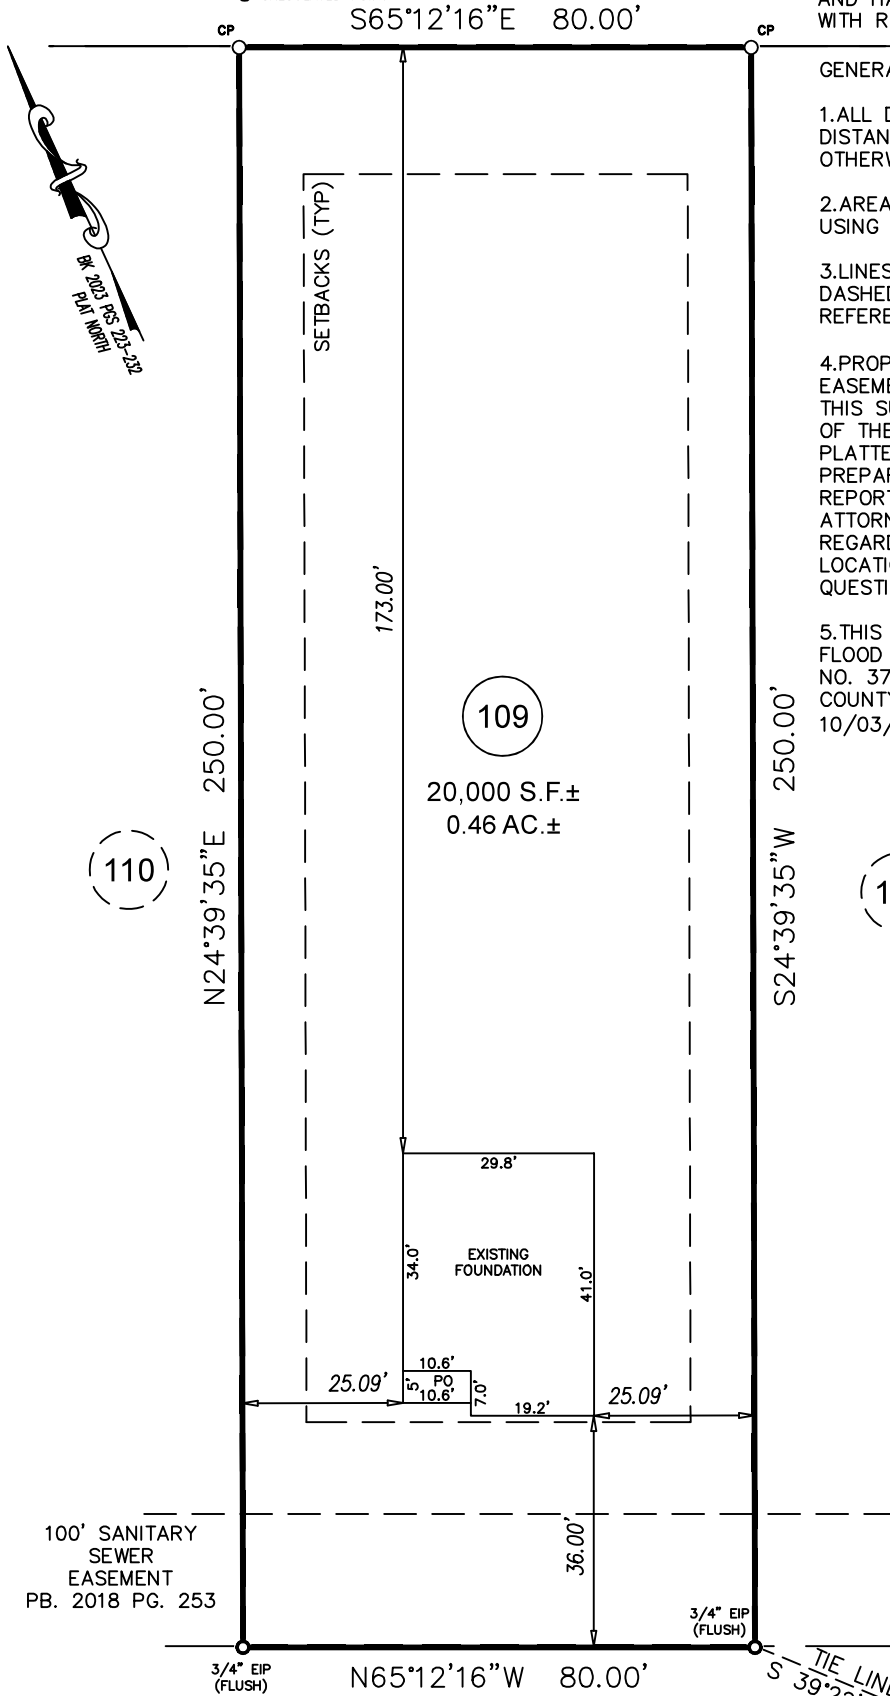 S65°12'16"E 80.00'
CP
CP
WITH R
GENERA
1.ALL D
DISTAN
OTHERW
2.AREA
USING
3.LINES
DASHED
REFERE
4.PROP
EASEME
THIS SU
OF THE
PLATTE
PREPAR
REPORT
ATTORN
REGARD
LOCATIO
QUESTI
5.THIS
FLOOD
NO. 37
COUNTY
10/03/
BK 2023 PGS 223-232
PLAT NORTH
SETBACKS (TYP)
173.00'
109
20,000 S.F.±
0.46 AC.±
N24°39'35"E 250.00'
S24°39'35"W 250.00'
110
1
29.8'
34.0'
EXISTING
FOUNDATION
41.0'
10.6'
5'
PO
7.0'
10.6'
19.2'
25.09'
25.09'
36.00'
100' SANITARY
SEWER
EASEMENT
PB. 2018 PG. 253
3/4" EIP
(FLUSH)
3/4" EIP
(FLUSH)
N65°12'16"W 80.00'
TIE LINE
S 39°